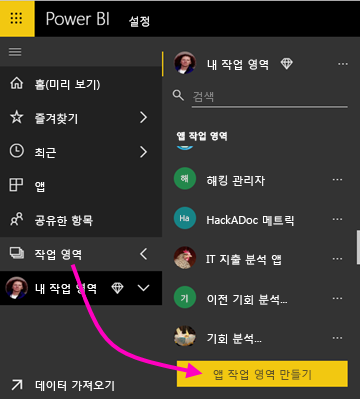 Power BI 설정
홈(미리 보기)
즐겨찾기
최근
앱
공유한 항목
작업 영역
내 작업 영역
데이터 가져오기
내 작업 영역
검색
앱 작업 영역
해 해킹 관리자
Ha HackADoc 메트릭
IT 지출 분석 앱
기 이전 기회 분석...
기회 분석...
앱 작업 영역 만들기